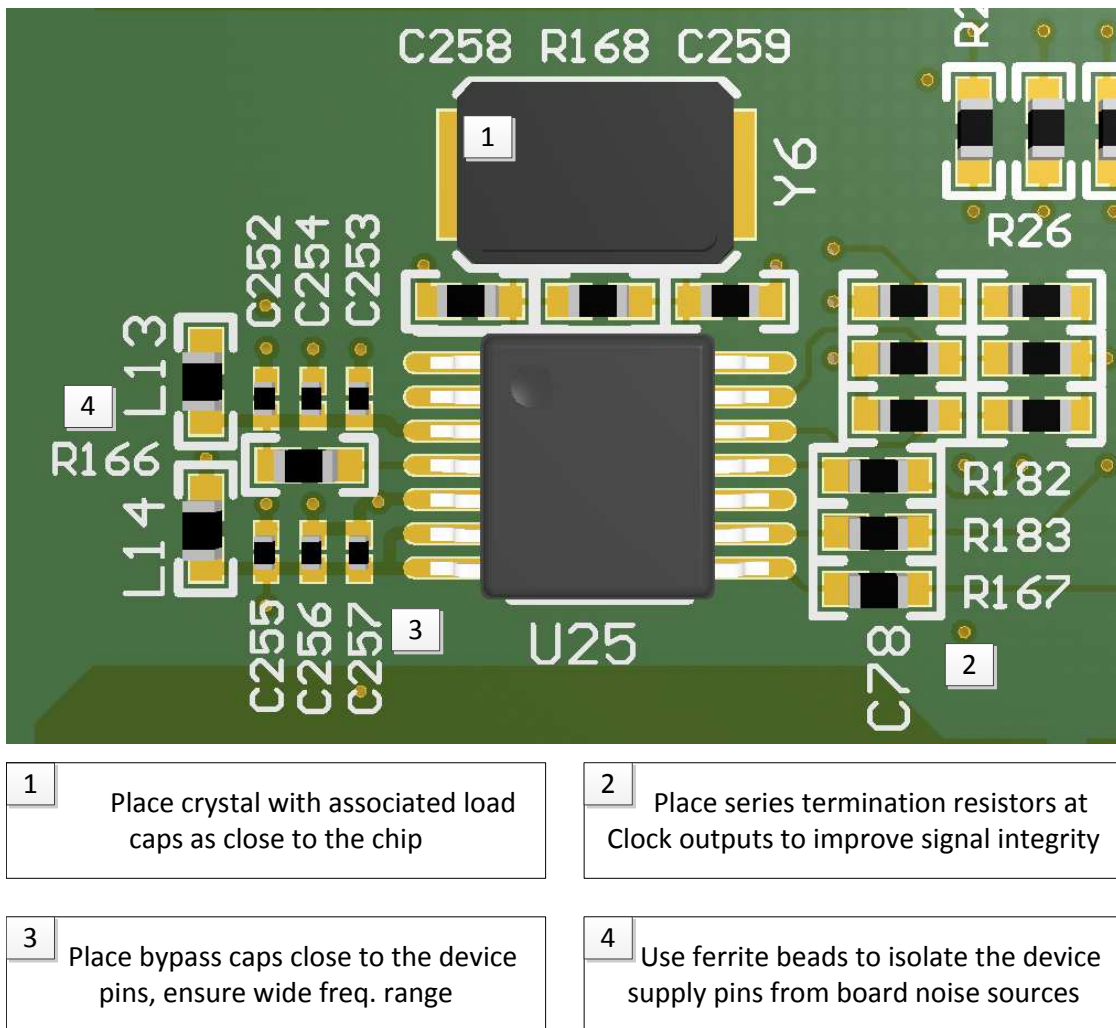 C258 R168 C259
1
Y6
R26
C252
C254
C253
L13
4
R166
L14
R182
R183
R167
C255
C256
C257
3
U25
C78
2
1
Place crystal with associated load
caps as close to the chip
2
Place series termination resistors at
Clock outputs to improve signal integrity
3
Place bypass caps close to the device
pins, ensure wide freq. range
4
Use ferrite beads to isolate the device
supply pins from board noise sources